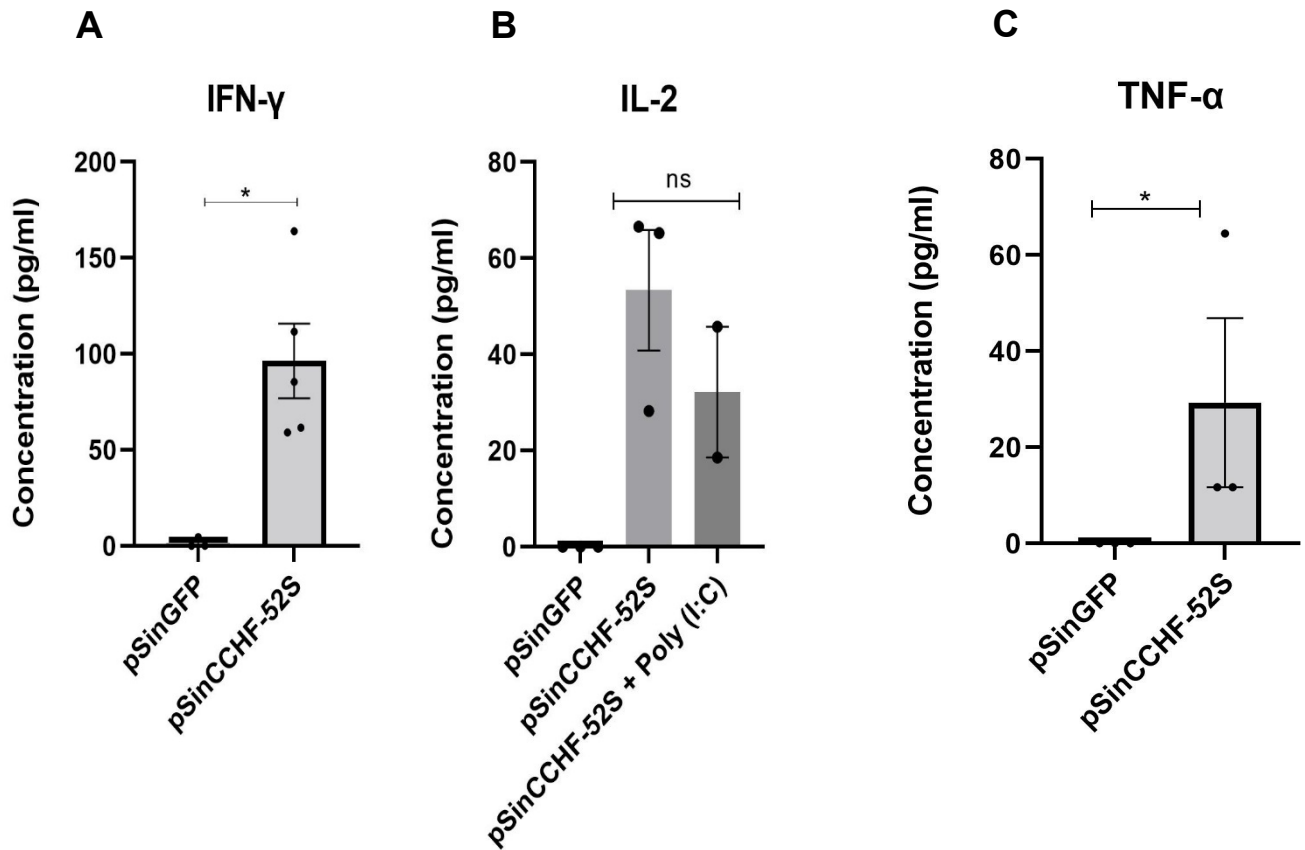 A
IFN-γ
Concentration (pg/ml)
200
150
100
50
0
*
pSinGFP
pSinCCHF-52S
B
IL-2
Concentration (pg/ml)
80
60
40
20
0
ns
pSinGFP
pSinCCHF-52S
pSinCCHF-52S + Poly (I:C)
C
TNF-α
Concentration (pg/ml)
80
60
40
20
0
*
pSinGFP
pSinCCHF-52S